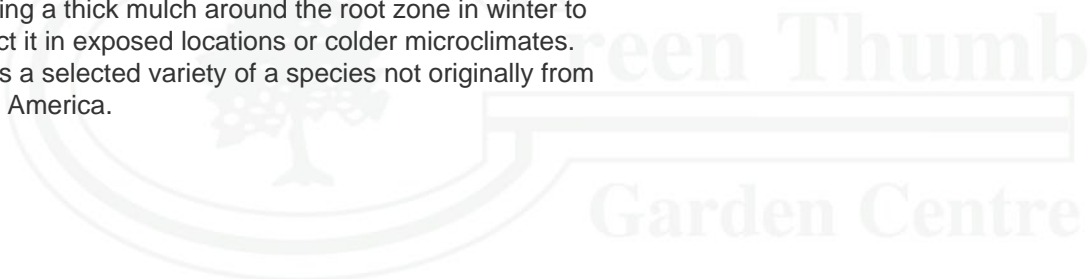 ing a thick mulch around the root zone in winter to
ct it in exposed locations or colder microclimates.
s a selected variety of a species not originally from
America.
reen Thumb
Garden Centre